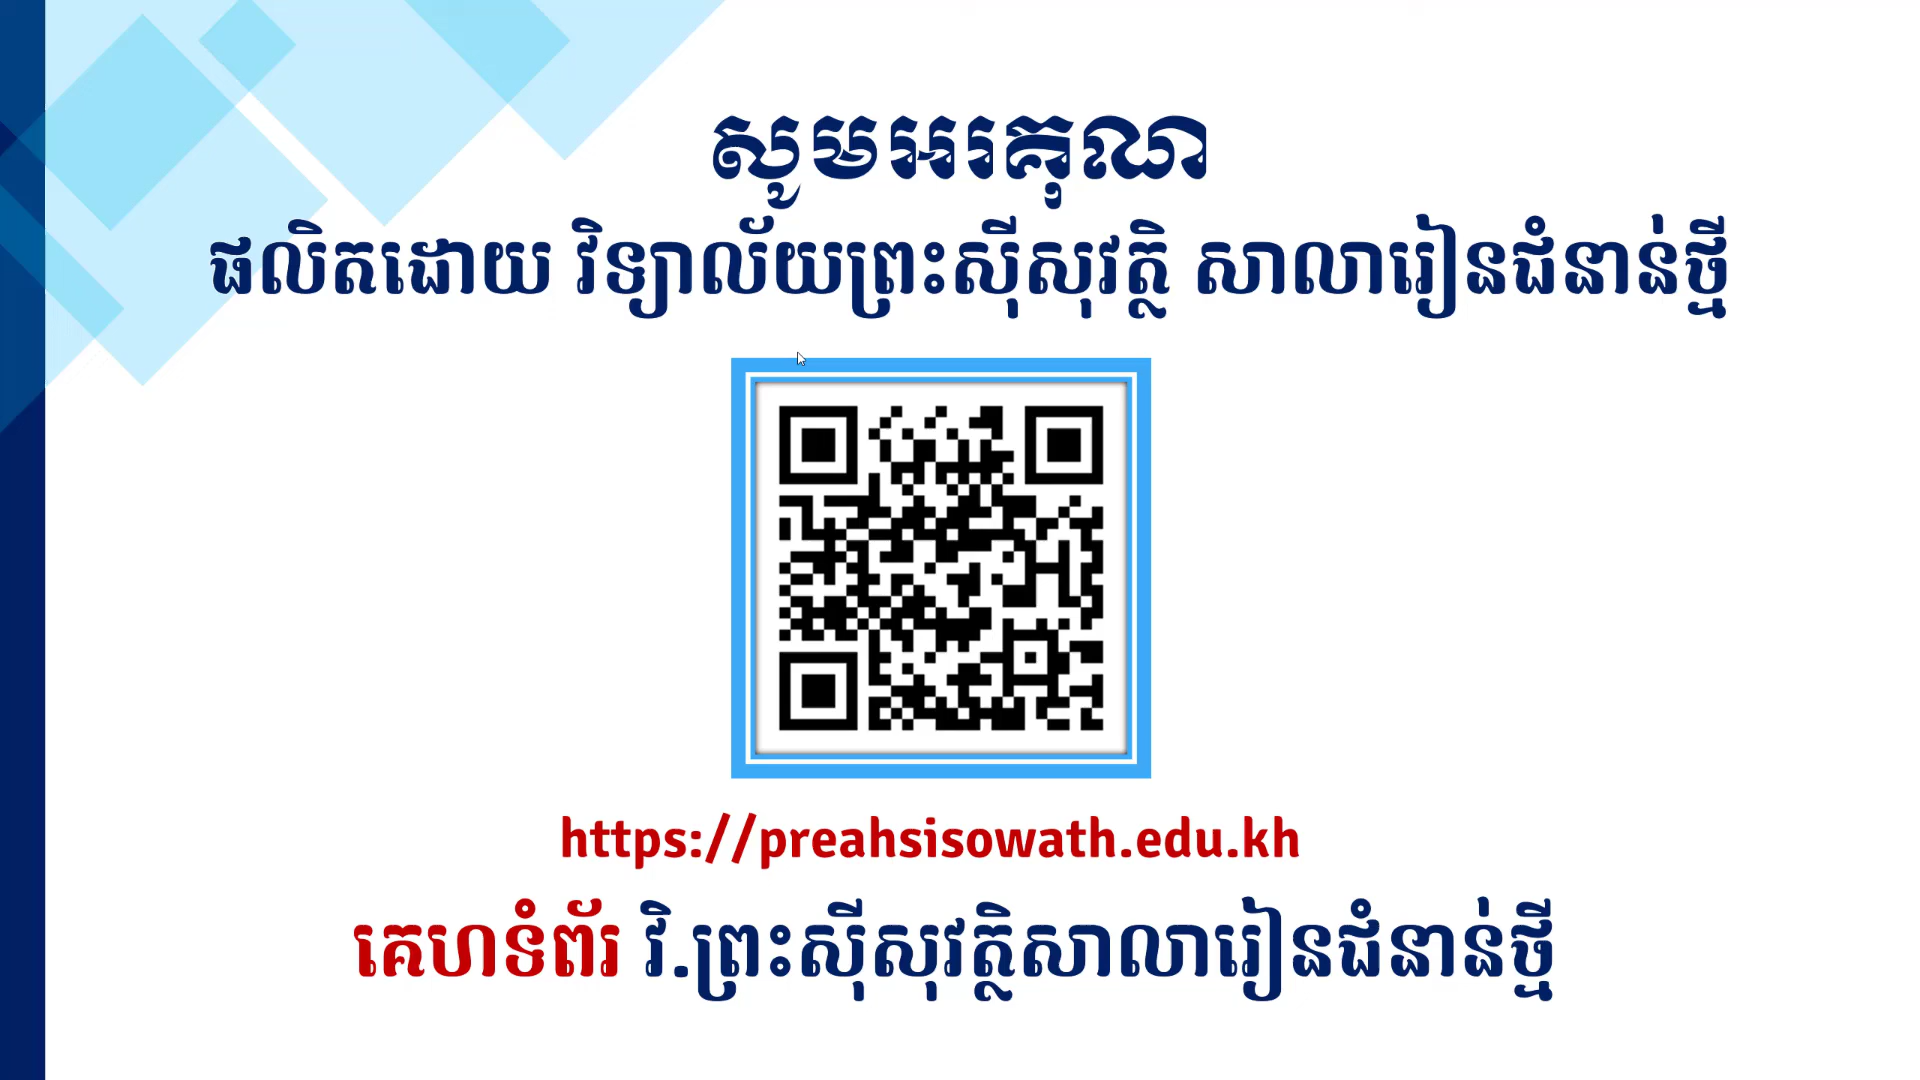 សូមអរគុណ
ផលិតដោយ វិទ្យាល័យព្រះស៊ីសុវត្ថិ សាលារៀនជំនាន់ថ្មី
https://preahsisowath.edu.kh
គេហទំព័រ វិ.ព្រះស៊ីសុវត្ថិសាលារៀនជំនាន់ថ្មី